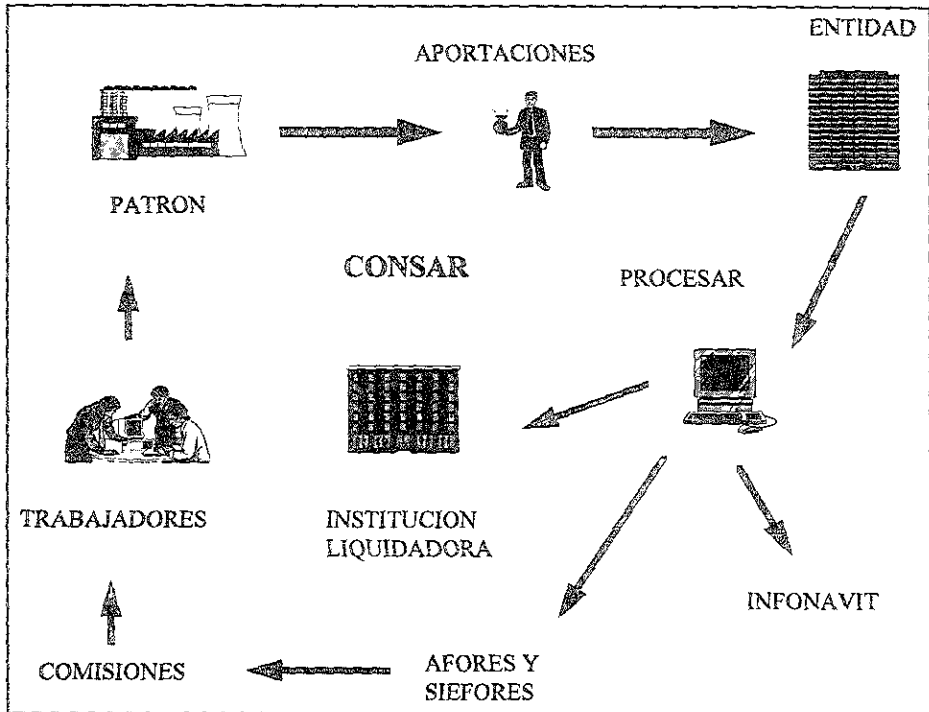 ENTIDAD
APORTACIONES
PATRON
CONSAR
PROCESAR
TRABAJADORES
INSTITUCION
LIQUIDADORA
INFONAVIT
COMISIONES
AFORES Y
SIEFORES